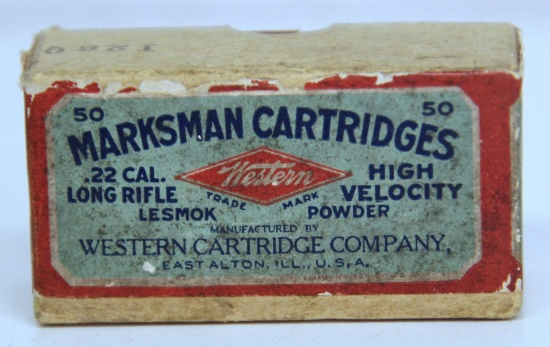 50 50
MARKSMAN CARTRIDGES
.22 CAL. Western HIGH
LONG RIFLE TRADE MARK VELOCITY
LESMOK POWDER
MANUFACTURED BY
WESTERN CARTRIDGE COMPANY,
EAST ALTON, ILL., U.S.A.